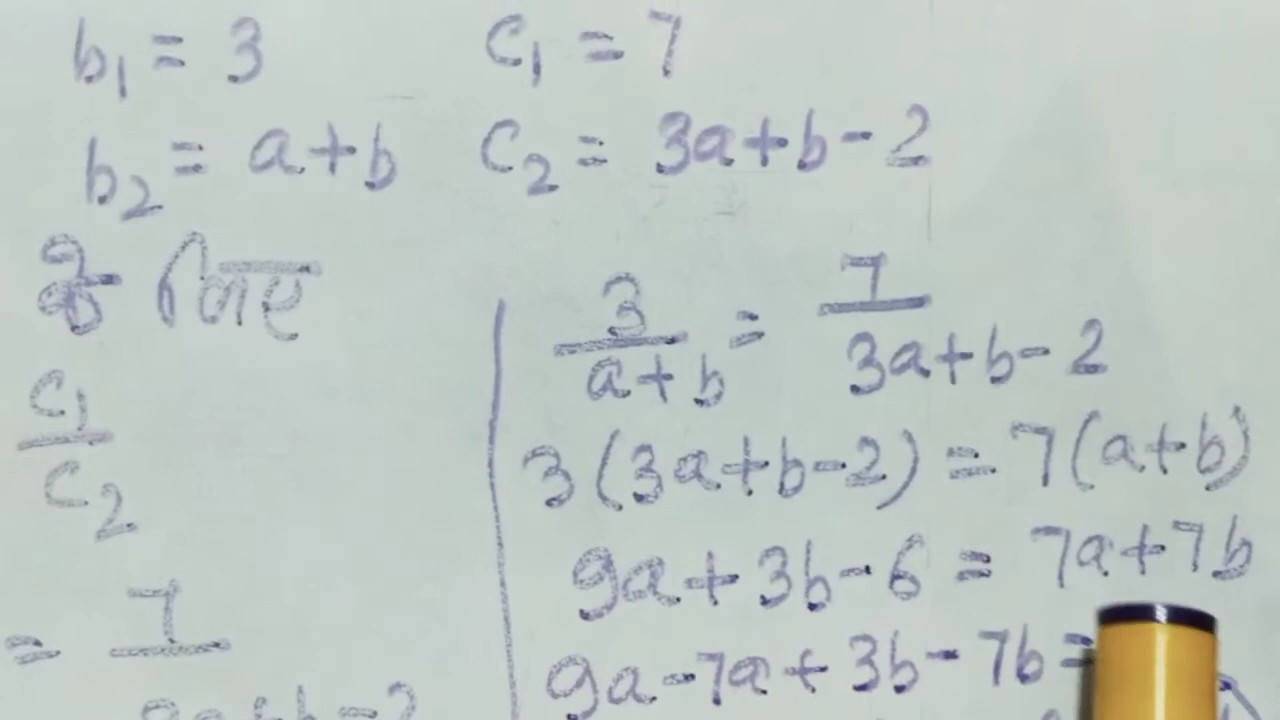 b₁ = 3 c₁ = 7
b₂ = a+b c₂ = 3a+b-2
के लिए
c₁/c₂
= 7/
3/(a+b) = 7/(3a+b-2)
3(3a+b-2) = 7(a+b)
9a+3b-6 = 7a+7b
9a-7a+3b-7b=